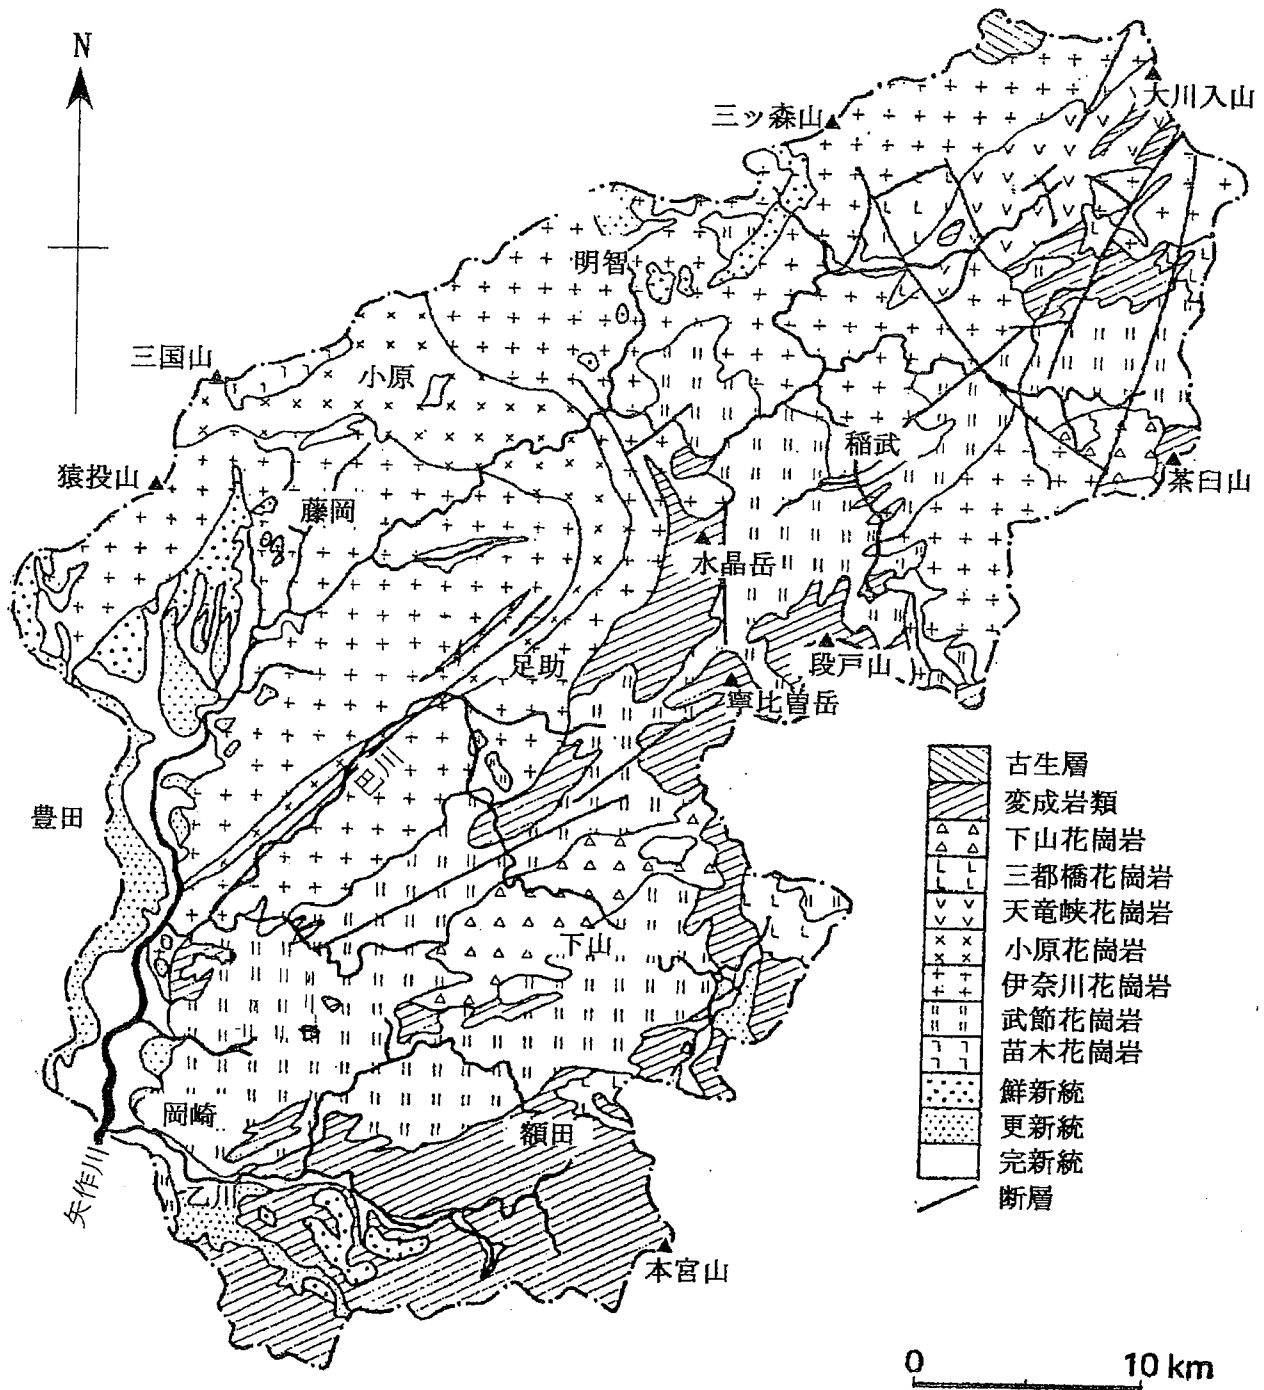 N
大川入山
三ッ森山
明智
三国山
小原
稲武
猿投山
茶臼山
藤岡
水晶岳
足助
段戸山
寧比曽岳
巴川
豊田
下山
岡崎
額田
矢作川
乙川
本宮山
古生層
変成岩類
下山花崗岩
三都橋花崗岩
天竜峡花崗岩
小原花崗岩
伊奈川花崗岩
武節花崗岩
苗木花崗岩
鮮新統
更新統
完新統
断層
0 10 km